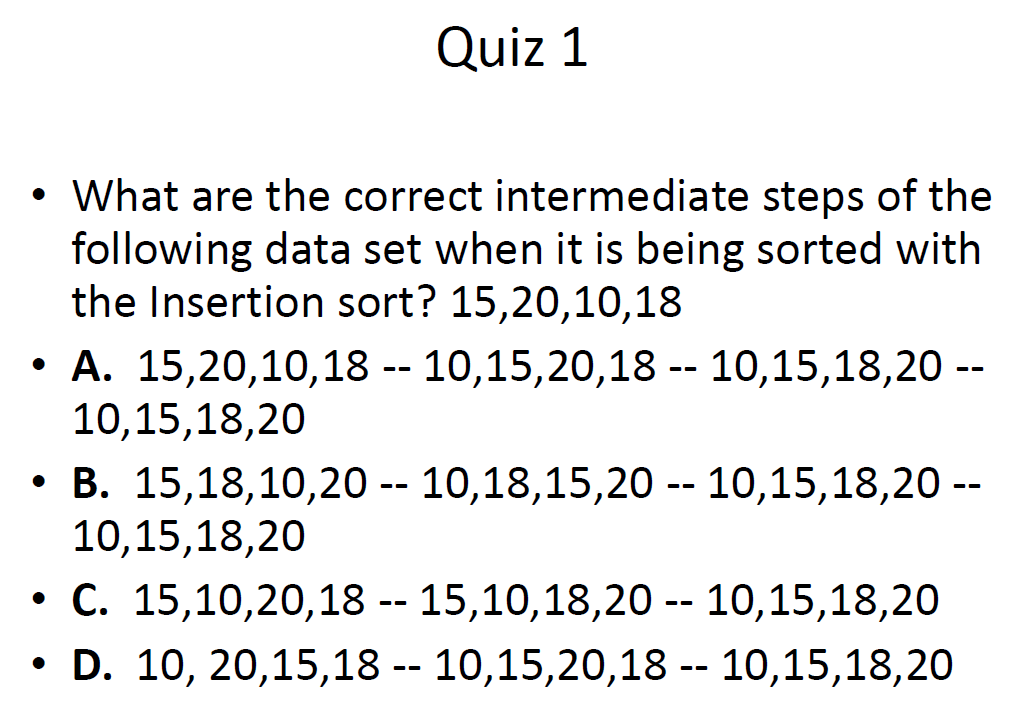 Quiz 1
• What are the correct intermediate steps of the
following data set when it is being sorted with
the Insertion sort? 15,20,10,18
• A. 15,20,10,18 -- 10,15,20,18 -- 10,15,18,20 --
10,15,18,20
• B. 15,18,10,20 -- 10,18,15,20 -- 10,15,18,20 --
10,15,18,20
• C. 15,10,20,18 -- 15,10,18,20 -- 10,15,18,20
• D. 10, 20,15,18 -- 10,15,20,18 -- 10,15,18,20